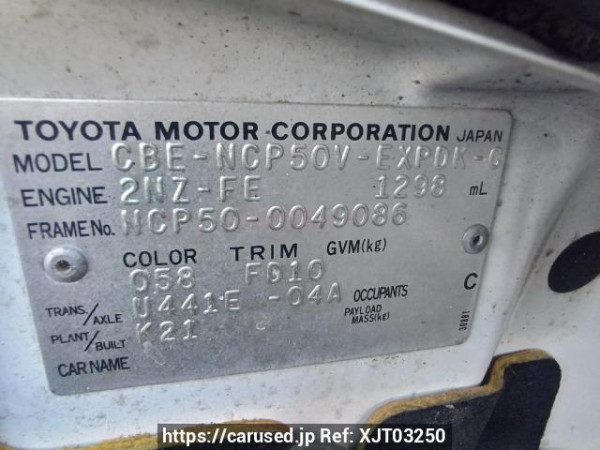 TOYOTA MOTOR CORPORATION JAPAN
MODEL CBE-NCP50V-EXPDK-G
ENGINE 2NZ-FE 1298 mL
FRAME No. NCP50-0049086
COLOR TRIM GVM(kg)
058 FD10
C
TRANS./AXLE U441E -04A OCCUPANTS
PLANT/BUILT K21 PAYLOAD MASS(kg)
CAR NAME
https://carused.jp Ref: XJT03250